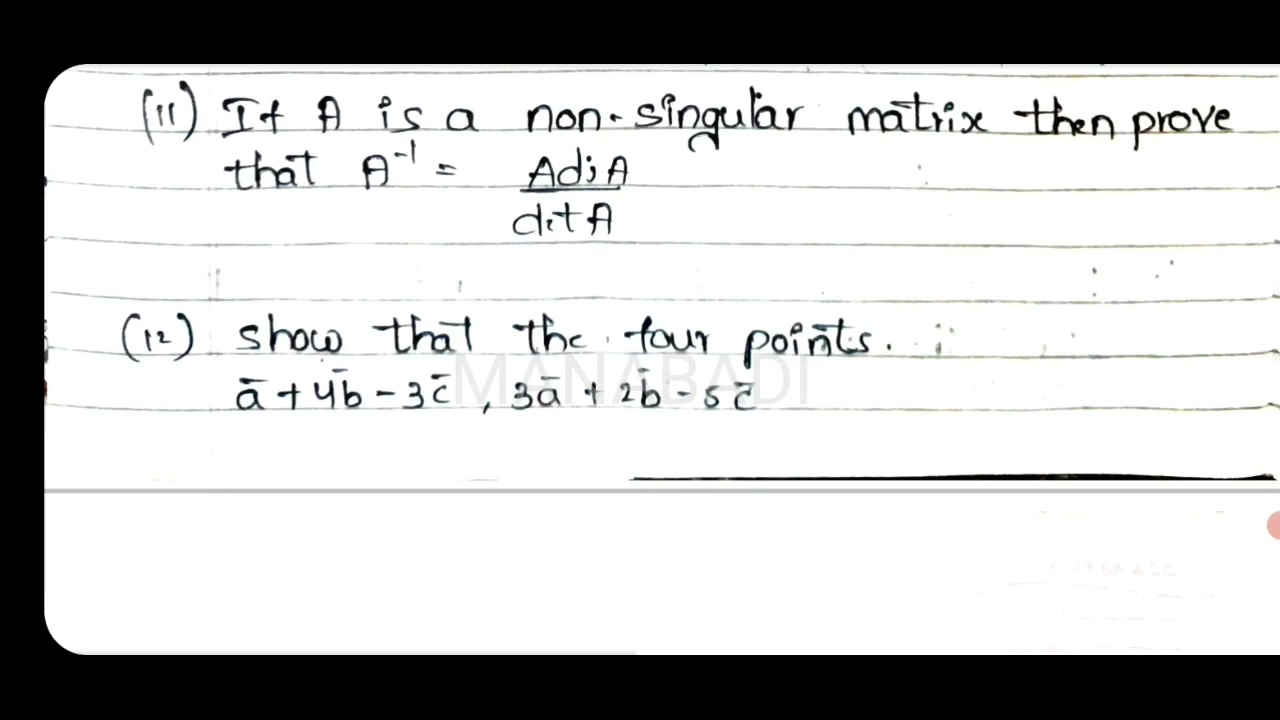 (11) If A is a non-singular matrix then prove
that A⁻¹ = AdjA
detA
(12) show that the four points.
MANABADI
a̅ + 4b̅ - 3c̅ , 3a̅ + 2b̅ - 5c̅